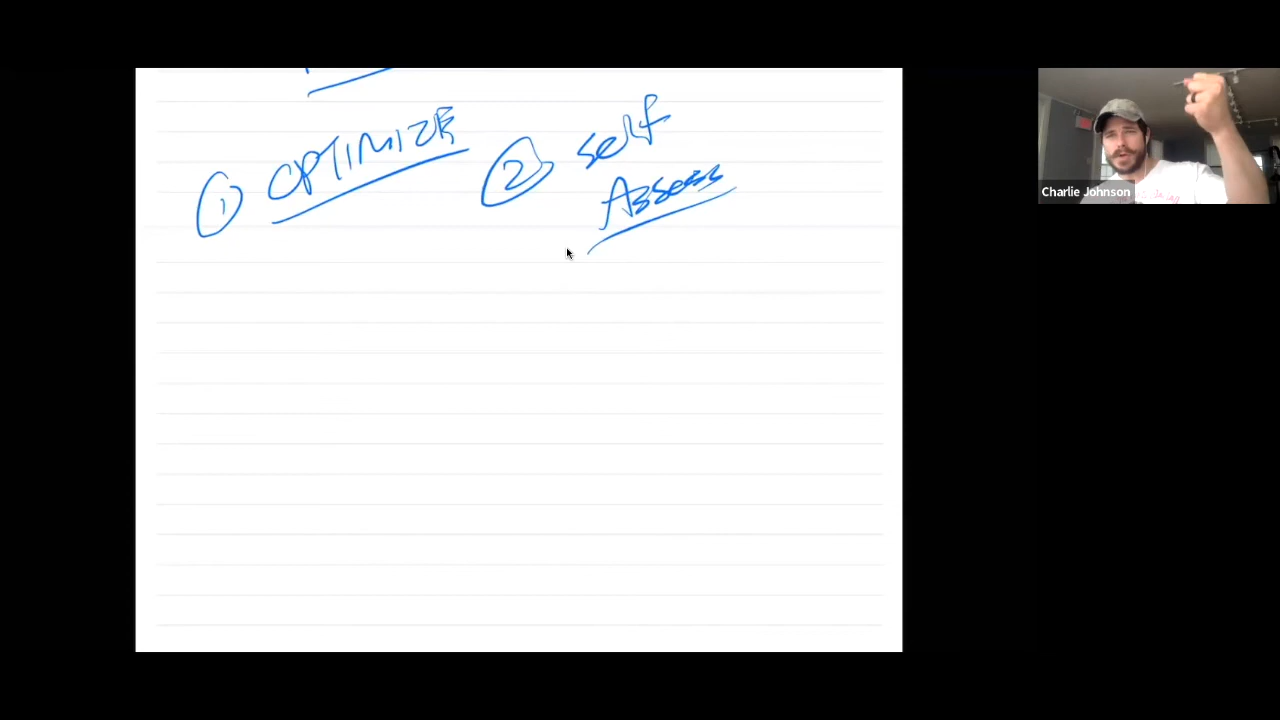 ① OPTIMIZE
② self
Assess
Charlie Johnson